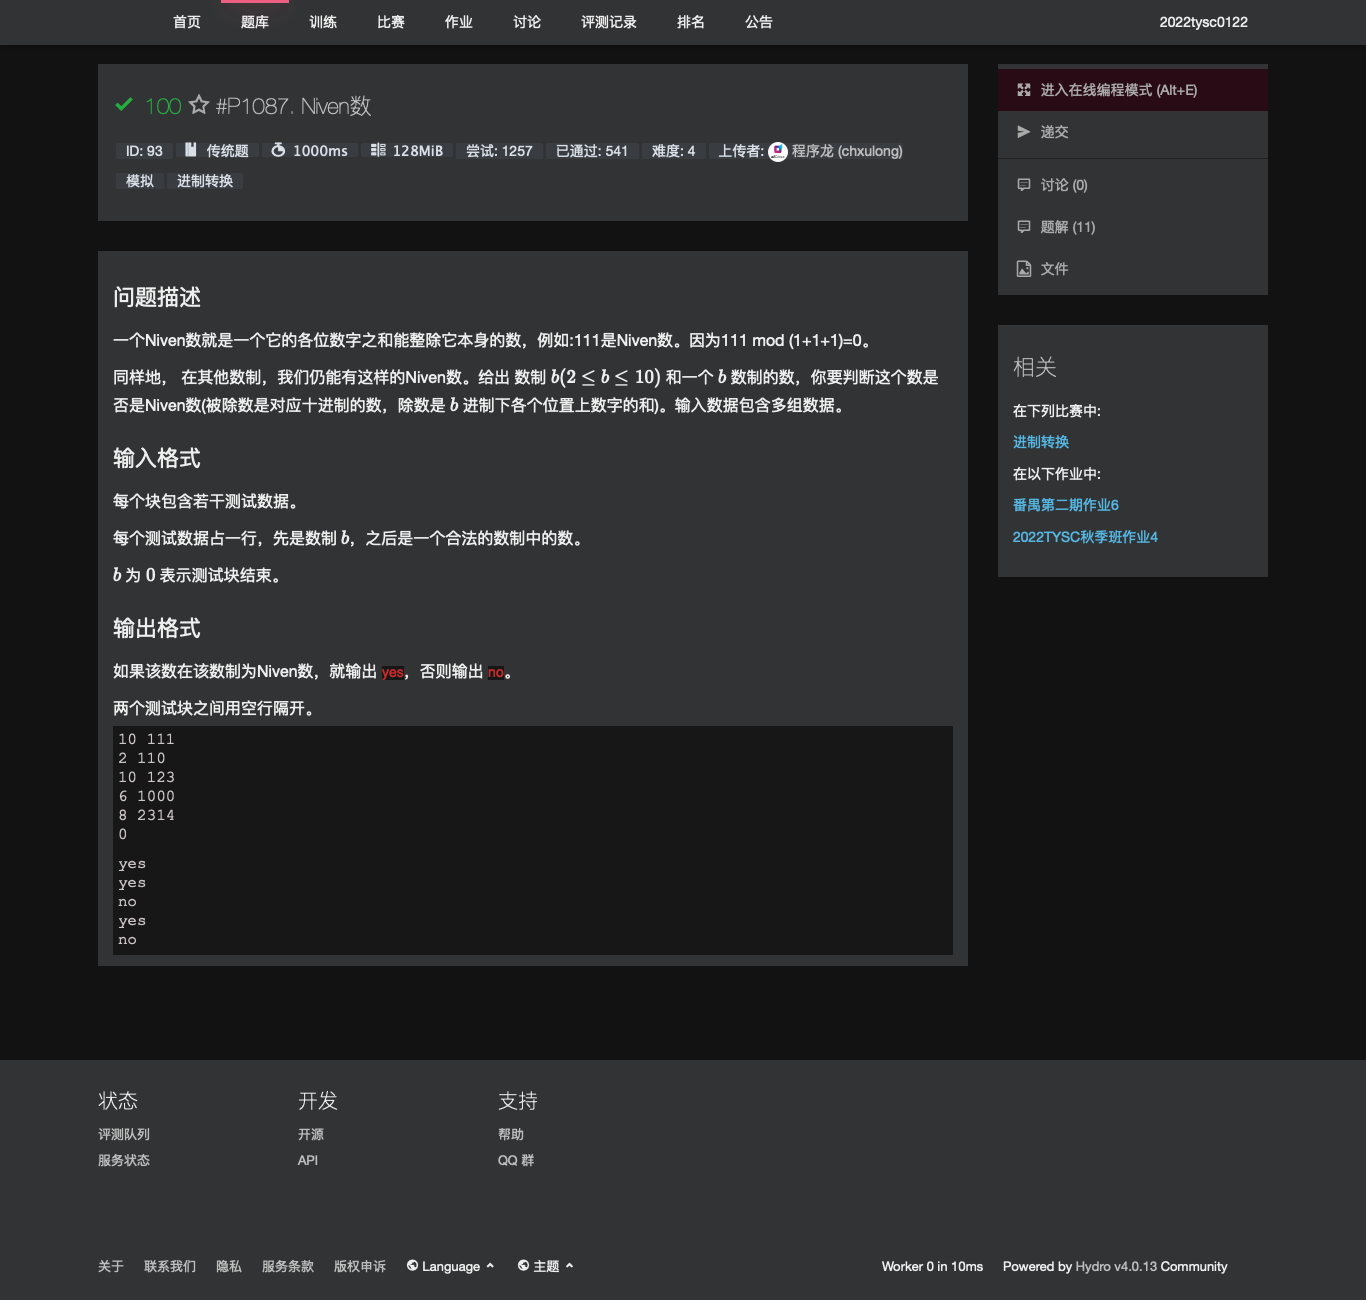 首页 题库 训练 比赛 作业 讨论 评测记录 排名 公告 2022tysc0122
100 #P1087. Niven数
ID: 93 传统题 1000ms 128MiB 尝试: 1257 已通过: 541 难度: 4 上传者: 程序龙 (chxulong)
模拟 进制转换
问题描述
一个Niven数就是一个它的各位数字之和能整除它本身的数，例如:111是Niven数。因为111 mod (1+1+1)=0。
同样地， 在其他数制，我们仍能有这样的Niven数。给出 数制 b(2 ≤ b ≤ 10) 和一个 b 数制的数，你要判断这个数是
否是Niven数(被除数是对应十进制的数，除数是 b 进制下各个位置上数字的和)。输入数据包含多组数据。
输入格式
每个块包含若干测试数据。
每个测试数据占一行，先是数制 b，之后是一个合法的数制中的数。
b 为 0 表示测试块结束。
输出格式
如果该数在该数制为Niven数，就输出 yes，否则输出 no。
两个测试块之间用空行隔开。
10 111
2 110
10 123
6 1000
8 2314
0
yes
yes
no
yes
no
进入在线编程模式 (Alt+E)
递交
讨论 (0)
题解 (11)
文件
相关
在下列比赛中:
进制转换
在以下作业中:
番禺第二期作业6
2022TYSC秋季班作业4
状态
评测队列
服务状态
开发
开源
API
支持
帮助
QQ 群
关于 联系我们 隐私 服务条款 版权申诉 Language 主题 Worker 0 in 10ms Powered by Hydro v4.0.13 Community